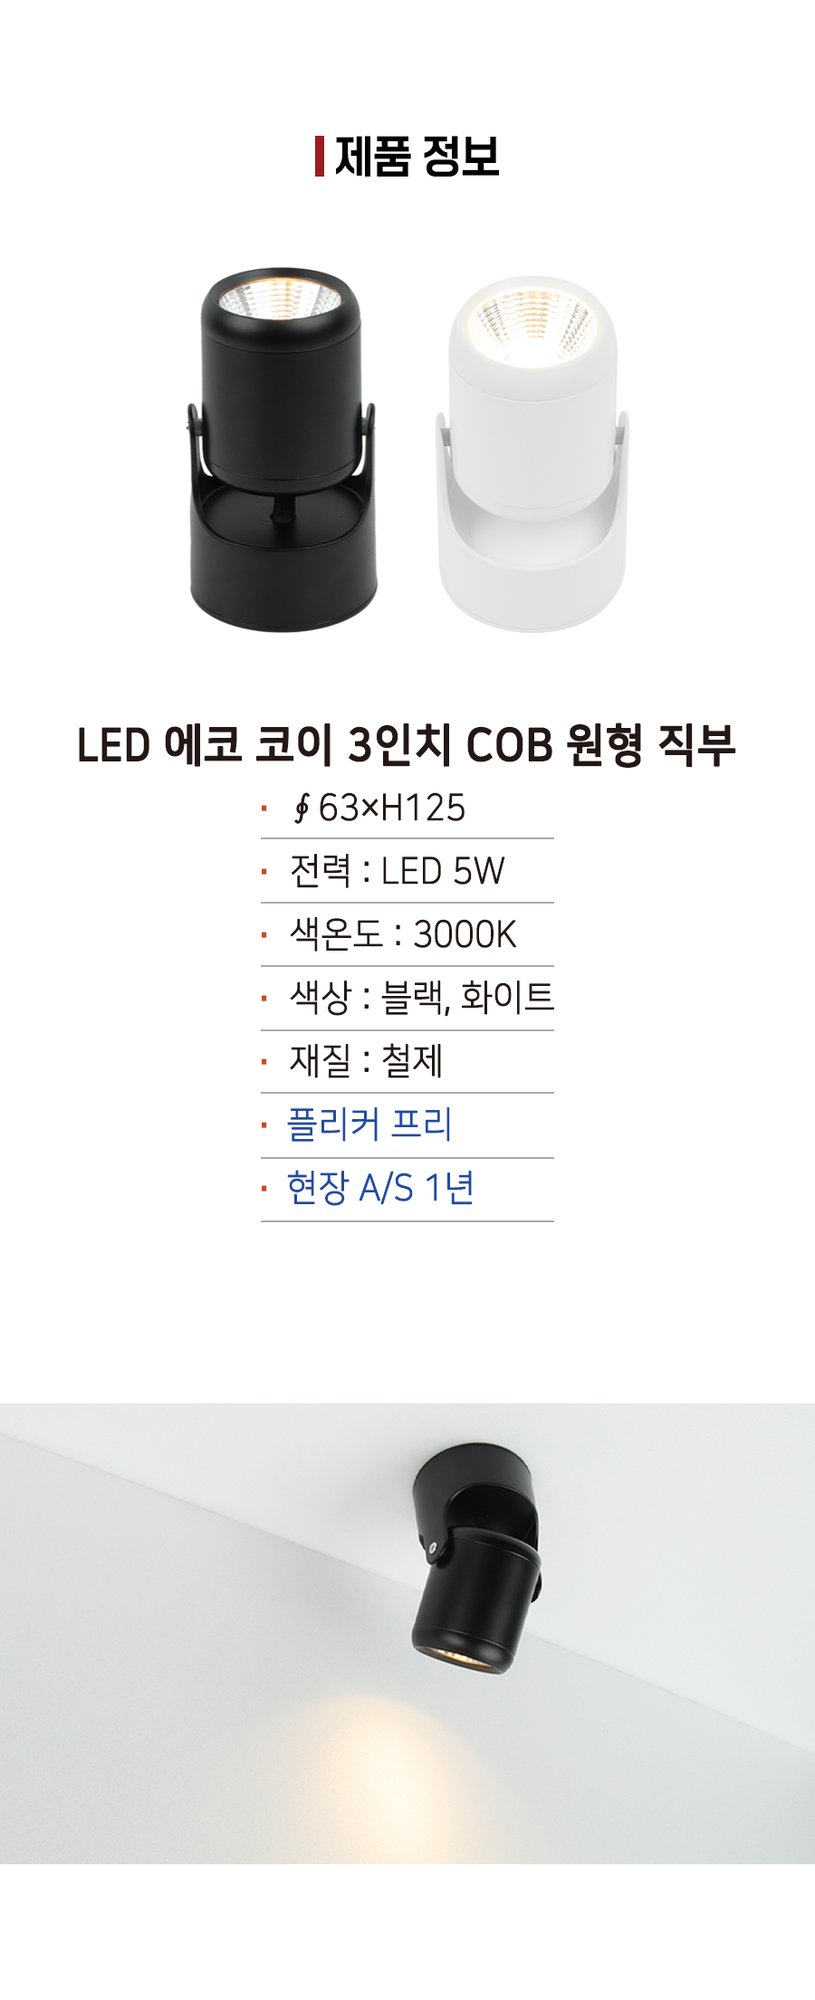 제품 정보
LED 에코 코이 3인치 COB 원형 직부
· ∮ 63×H125
· 전력 : LED 5W
· 색온도 : 3000K
· 색상 : 블랙, 화이트
· 재질 : 철제
· 플리커 프리
· 현장 A/S 1년